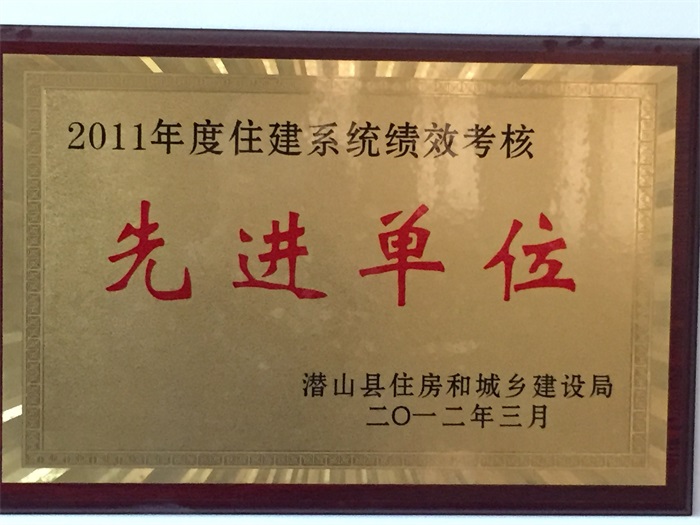 2011年度住建系统绩效考核
先进单位
潜山县住房和城乡建设局
二〇一二年三月